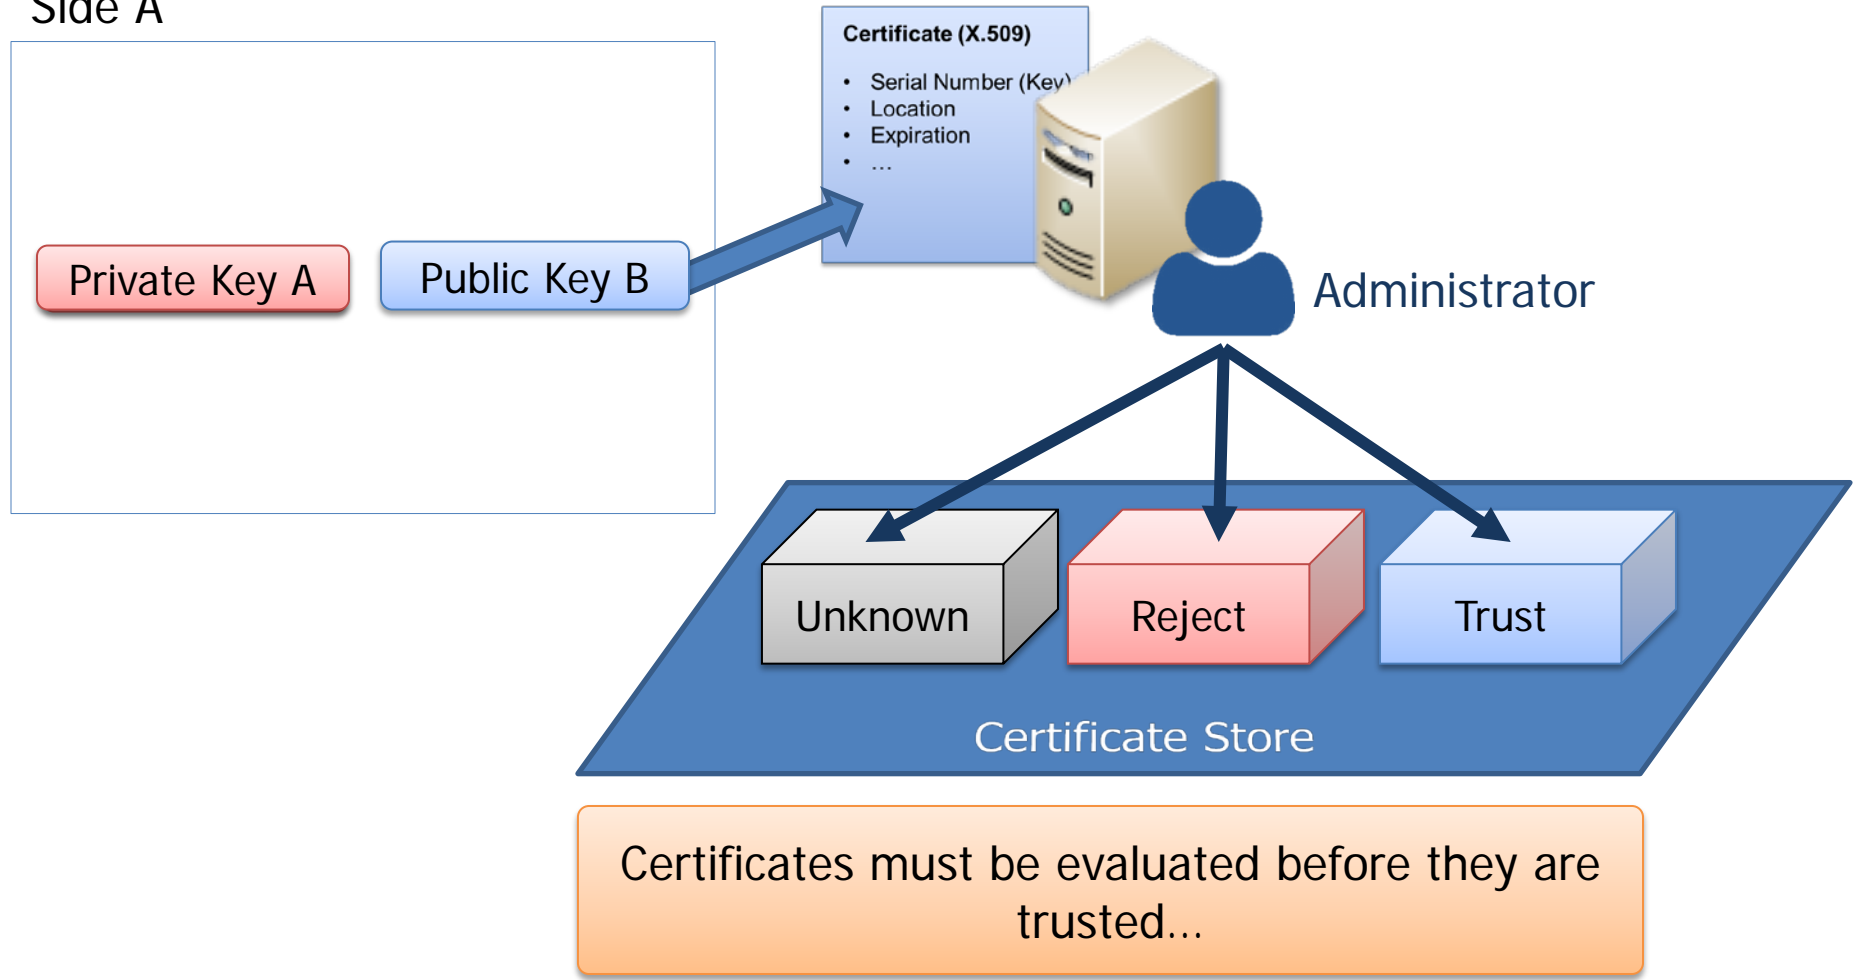 Side A
Certificate (X.509)
• Serial Number (Key)
• Location
• Expiration
• ...
Private Key A
Public Key B
Administrator
Unknown
Reject
Trust
Certificate Store
Certificates must be evaluated before they are
trusted...